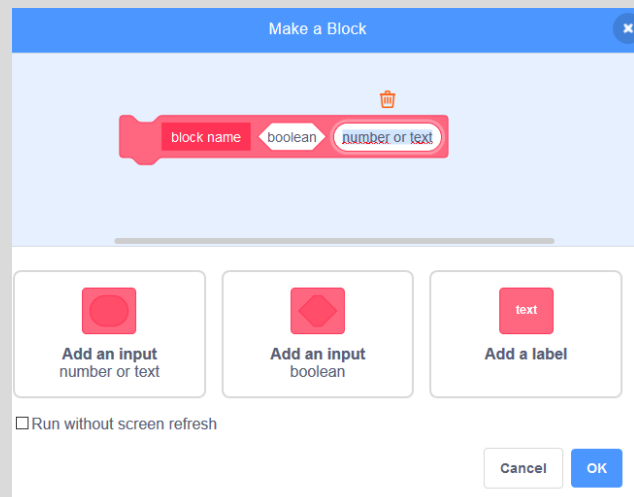 Make a Block
block name boolean number or text
text
Add an input
number or text
Add an input
boolean
Add a label
Run without screen refresh
Cancel OK